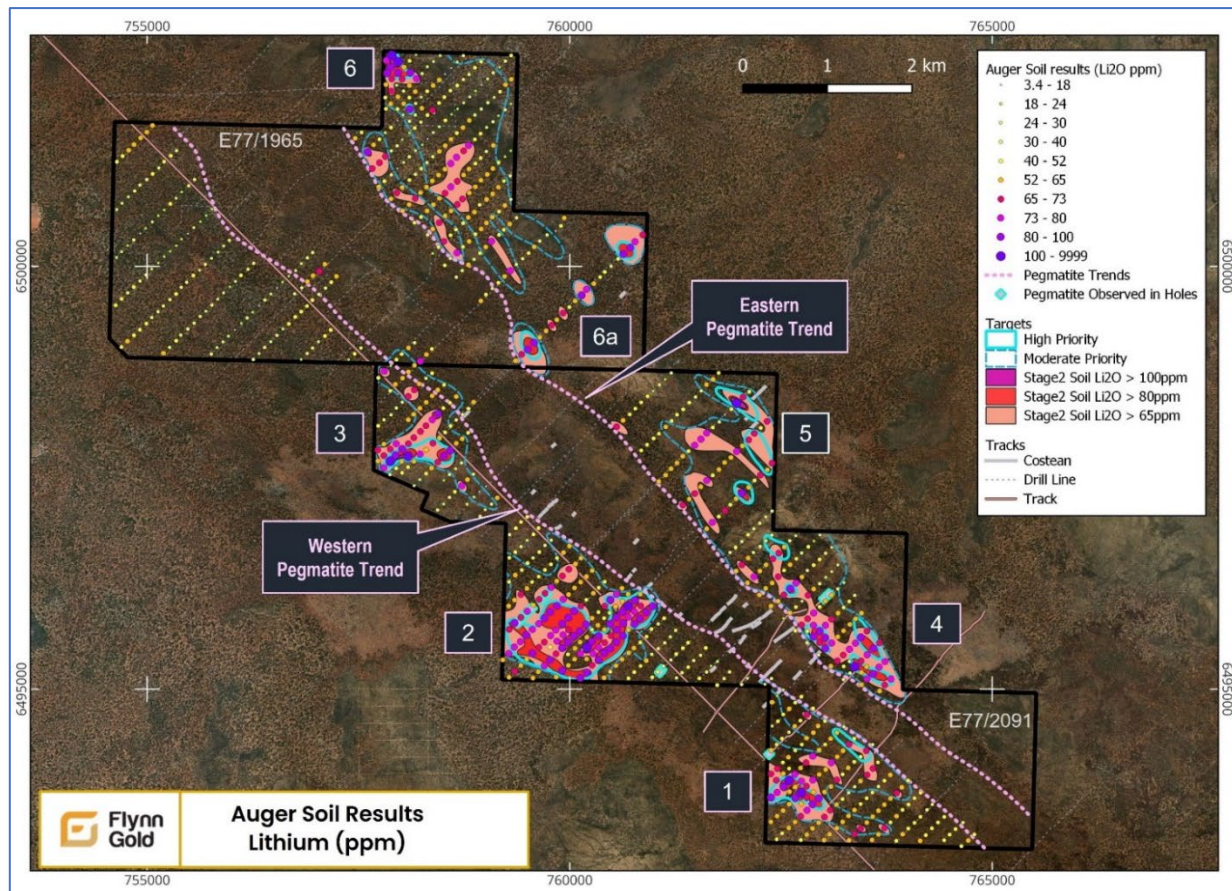 755000
760000
765000
6500000
6500000
6495000
6495000
755000
760000
765000
0 1 2 km
Auger Soil results (Li2O ppm)
3.4 - 18
18 - 24
24 - 30
30 - 40
40 - 52
52 - 65
65 - 73
73 - 80
80 - 100
100 - 9999
Pegmatite Trends
Pegmatite Observed in Holes
Targets
High Priority
Moderate Priority
Stage2 Soil Li2O > 100ppm
Stage2 Soil Li2O > 80ppm
Stage2 Soil Li2O > 65ppm
Tracks
Costean
Drill Line
Track
6
E77/1965
Eastern
Pegmatite Trend
6a
3
5
Western
Pegmatite Trend
2
4
E77/2091
1
Flynn
Gold
Auger Soil Results
Lithium (ppm)